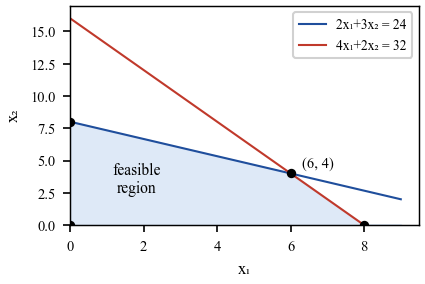 15.0
12.5
10.0
7.5
5.0
2.5
0.0
x₂
2x₁+3x₂ = 24
4x₁+2x₂ = 32
(6, 4)
feasible
region
0
2
4
6
8
x₁